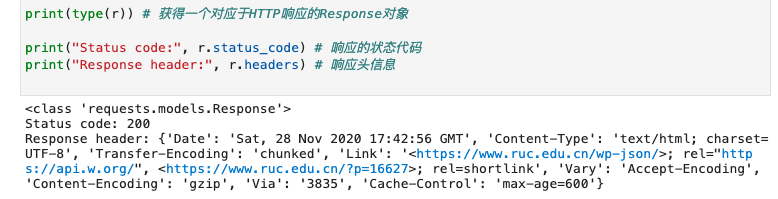 print(type(r)) # 获得一个对应于HTTP响应的Response对象
print("Status code:", r.status_code) # 响应的状态代码
print("Response header:", r.headers) # 响应头信息
<class 'requests.models.Response'>
Status code: 200
Response header: {'Date': 'Sat, 28 Nov 2020 17:42:56 GMT', 'Content-Type': 'text/html; charset=
UTF-8', 'Transfer-Encoding': 'chunked', 'Link': '<https://www.ruc.edu.cn/wp-json/>; rel="http
s://api.w.org/", <https://www.ruc.edu.cn/?p=16627>; rel=shortlink', 'Vary': 'Accept-Encoding',
'Content-Encoding': 'gzip', 'Via': '3835', 'Cache-Control': 'max-age=600'}